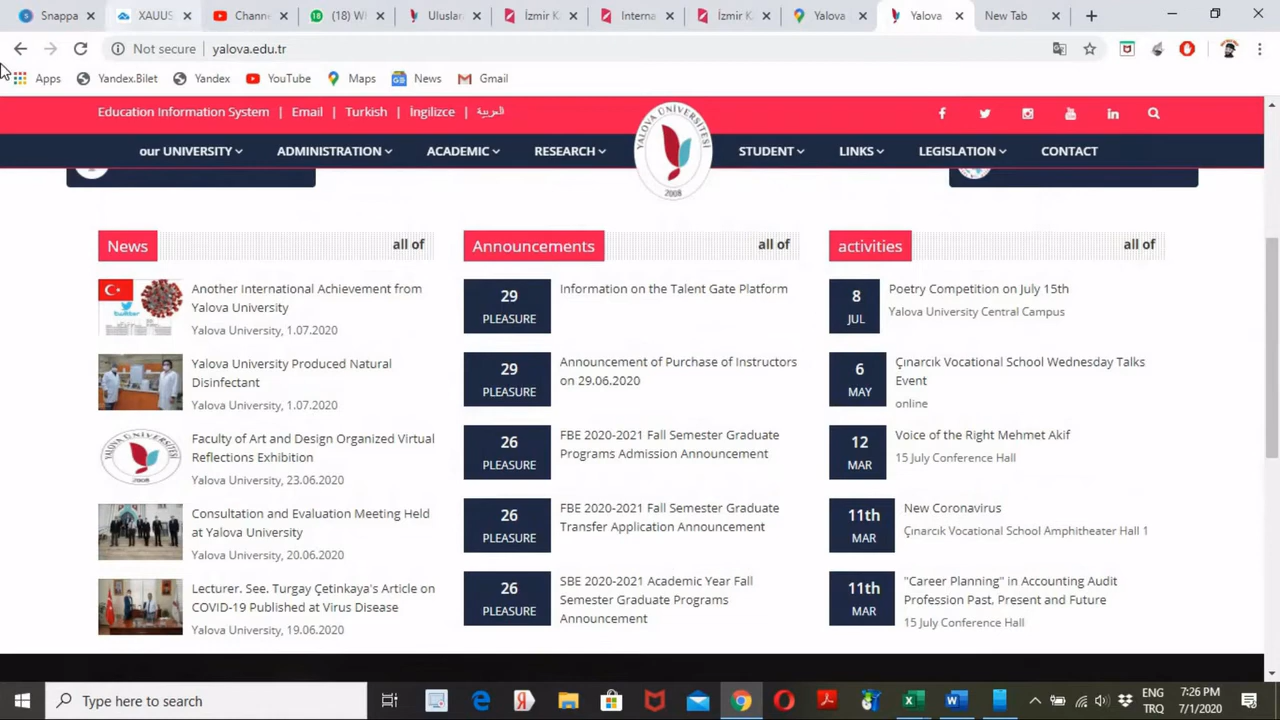 Snappa
XAUUS
Chann
(18) W
Uluslar
İzmir K
Interna
İzmir K
Yalova
Yalova
New Tab
Not secure
yalova.edu.tr
Apps
Yandex.Bilet
Yandex
YouTube
Maps
News
Gmail
Education Information System | Email | Turkish | İngilizce | العربية
our UNIVERSITY
ADMINISTRATION
ACADEMIC
RESEARCH
YALOVA ÜNİVERSİTESİ
2008
STUDENT
LINKS
LEGISLATION
CONTACT
News
all of
Another International Achievement from
Yalova University
Yalova University, 1.07.2020
Yalova University Produced Natural
Disinfectant
Yalova University, 1.07.2020
Faculty of Art and Design Organized Virtual
Reflections Exhibition
Yalova University, 23.06.2020
Consultation and Evaluation Meeting Held
at Yalova University
Yalova University, 20.06.2020
Lecturer. See. Turgay Çetinkaya's Article on
COVID-19 Published at Virus Disease
Yalova University, 19.06.2020
Announcements
all of
29
PLEASURE
Information on the Talent Gate Platform
29
PLEASURE
Announcement of Purchase of Instructors
on 29.06.2020
26
PLEASURE
FBE 2020-2021 Fall Semester Graduate
Programs Admission Announcement
26
PLEASURE
FBE 2020-2021 Fall Semester Graduate
Transfer Application Announcement
26
PLEASURE
SBE 2020-2021 Academic Year Fall
Semester Graduate Programs
Announcement
activities
all of
8
JUL
Poetry Competition on July 15th
Yalova University Central Campus
6
MAY
Çınarcık Vocational School Wednesday Talks
Event
online
12
MAR
Voice of the Right Mehmet Akif
15 July Conference Hall
11th
MAR
New Coronavirus
Çınarcık Vocational School Amphitheater Hall 1
11th
MAR
"Career Planning" in Accounting Audit
Profession Past, Present and Future
15 July Conference Hall
Type here to search
ENG
TRQ
7:26 PM
7/1/2020